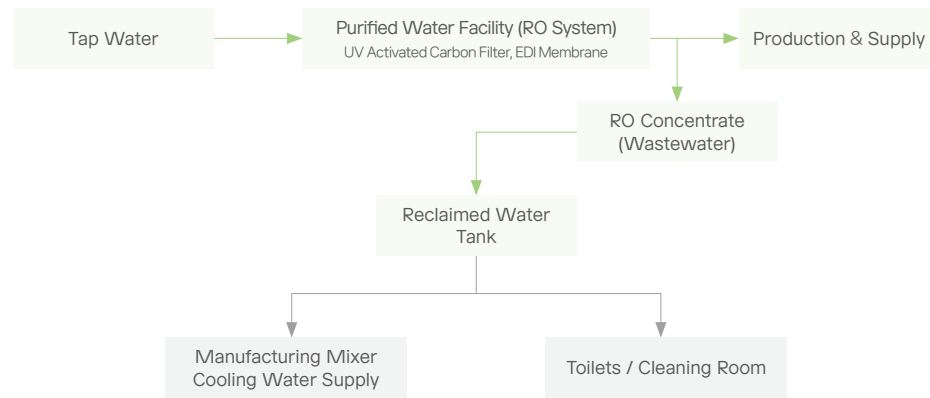 Tap Water
Purified Water Facility (RO System)
UV Activated Carbon Filter, EDI Membrane
Production & Supply
RO Concentrate
(Wastewater)
Reclaimed Water
Tank
Manufacturing Mixer
Cooling Water Supply
Toilets / Cleaning Room